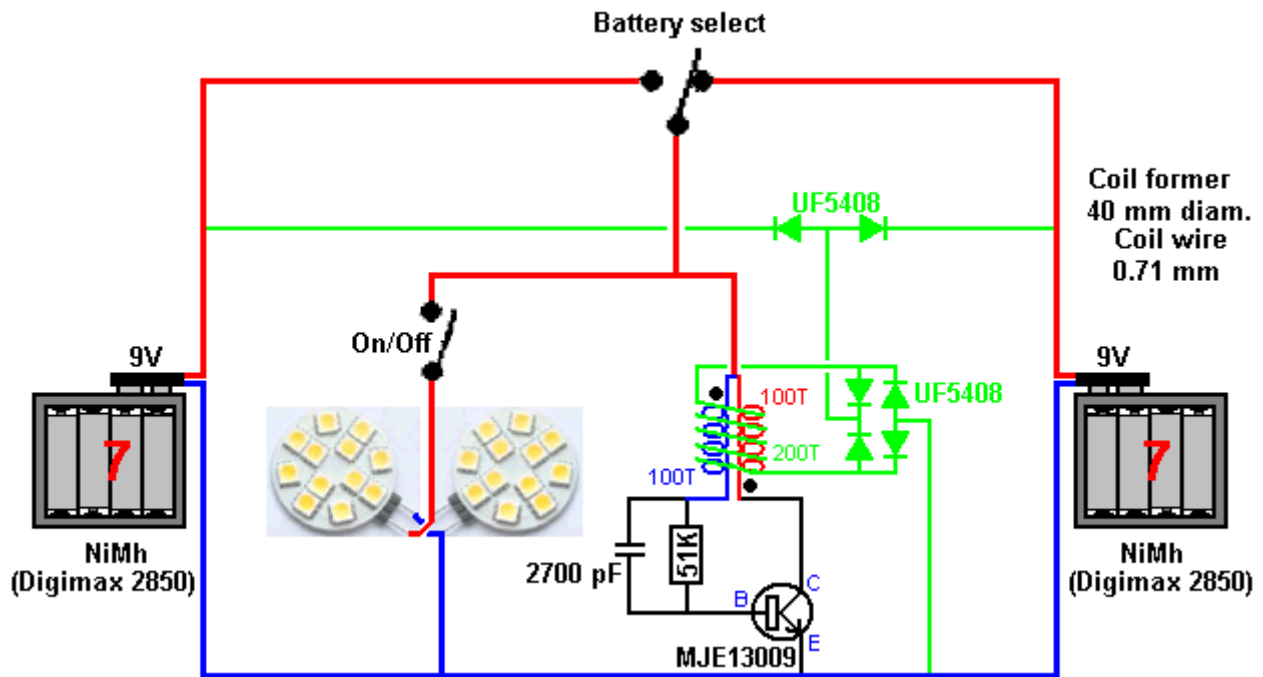 Battery select
UF5408
Coil former
40 mm diam.
Coil wire
0.71 mm
On/Off
9V
9V
UF5408
100T
200T
100T
7
7
2700 pF
51K
B
C
E
MJE13009
NiMh
(Digimax 2850)
NiMh
(Digimax 2850)